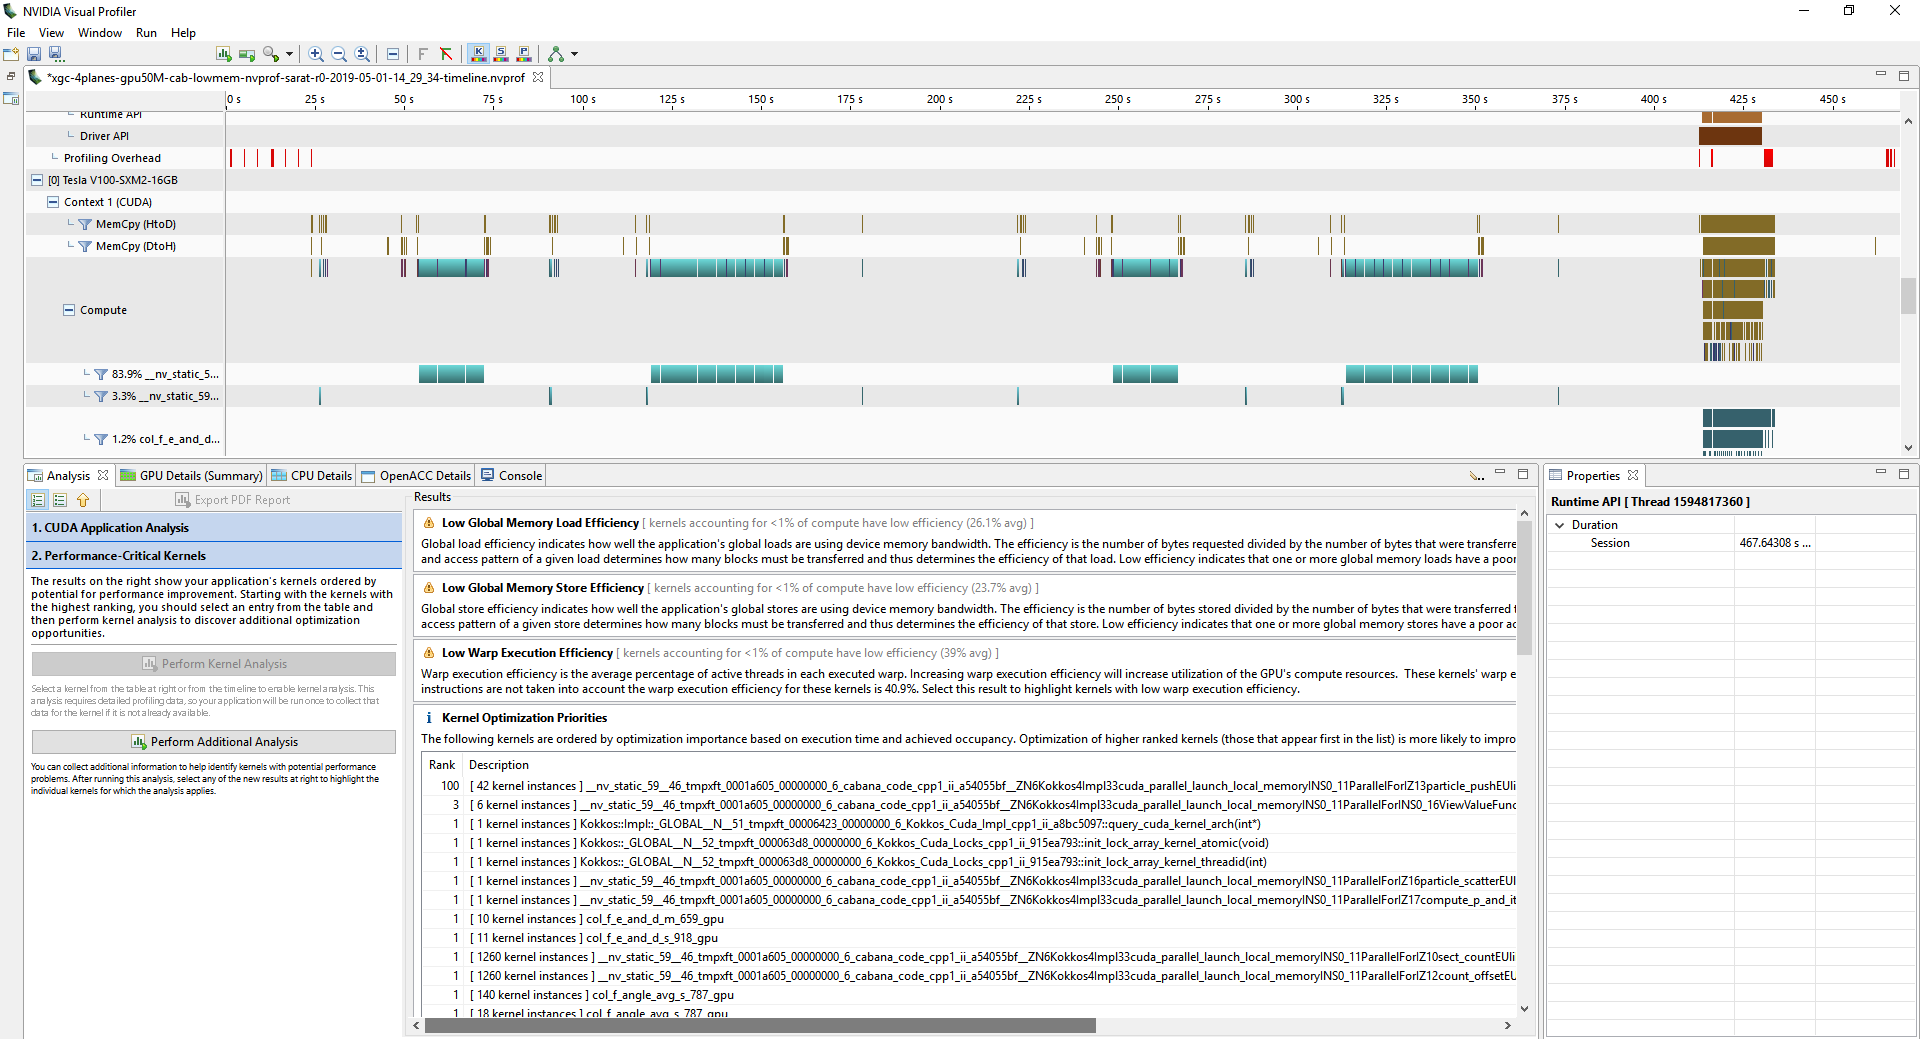 NVIDIA Visual Profiler
File View Window Run Help
*xgc-4planes-gpu50M-cab-lowmem-nvprof-sarat-r0-2019-05-01-14_29_34-timeline.nvprof
0 s 25 s 50 s 75 s 100 s 125 s 150 s 175 s 200 s 225 s 250 s 275 s 300 s 325 s 350 s 375 s 400 s 425 s 450 s
Runtime API
Driver API
Profiling Overhead
[0] Tesla V100-SXM2-16GB
Context 1 (CUDA)
MemCpy (HtoD)
MemCpy (DtoH)
Compute
83.9% __nv_static_5...
3.3% __nv_static_59...
1.2% col_f_e_and_d...
Analysis GPU Details (Summary) CPU Details OpenACC Details Console
Export PDF Report
1. CUDA Application Analysis
2. Performance-Critical Kernels
The results on the right show your application's kernels ordered by
potential for performance improvement. Starting with the kernels with
the highest ranking, you should select an entry from the table and
then perform kernel analysis to discover additional optimization
opportunities.
Perform Kernel Analysis
Select a kernel from the table at right or from the timeline to enable kernel analysis. This
analysis requires detailed profiling data, so your application will be run once to collect that
data for the kernel if it is not already available.
Perform Additional Analysis
You can collect additional information to help identify kernels with potential performance
problems. After running this analysis, select any of the new results at right to highlight the
individual kernels for which the analysis applies.
Results
Low Global Memory Load Efficiency [ kernels accounting for <1% of compute have low efficiency (26.1% avg) ]
Global load efficiency indicates how well the application's global loads are using device memory bandwidth. The efficiency is the number of bytes requested divided by the number of bytes that were transferre
and access pattern of a given load determines how many blocks must be transferred and thus determines the efficiency of that load. Low efficiency indicates that one or more global memory loads have a poor
Low Global Memory Store Efficiency [ kernels accounting for <1% of compute have low efficiency (23.7% avg) ]
Global store efficiency indicates how well the application's global stores are using device memory bandwidth. The efficiency is the number of bytes stored divided by the number of bytes that were transferred t
access pattern of a given store determines how many blocks must be transferred and thus determines the efficiency of that store. Low efficiency indicates that one or more global memory stores have a poor ac
Low Warp Execution Efficiency [ kernels accounting for <1% of compute have low efficiency (39% avg) ]
Warp execution efficiency is the average percentage of active threads in each executed warp. Increasing warp execution efficiency will increase utilization of the GPU's compute resources. These kernels' warp e
instructions are not taken into account the warp execution efficiency for these kernels is 40.9%. Select this result to highlight kernels with low warp execution efficiency.
Kernel Optimization Priorities
The following kernels are ordered by optimization importance based on execution time and achieved occupancy. Optimization of higher ranked kernels (those that appear first in the list) is more likely to impro
Rank Description
100 [ 42 kernel instances ] __nv_static_59__46_tmpxft_0001a605_00000000_6_cabana_code_cpp1_ii_a54055bf__ZN6Kokkos4Impl33cuda_parallel_launch_local_memoryINS0_11ParallelForIZ13particle_pushEUli
3 [ 6 kernel instances ] __nv_static_59__46_tmpxft_0001a605_00000000_6_cabana_code_cpp1_ii_a54055bf__ZN6Kokkos4Impl33cuda_parallel_launch_local_memoryINS0_11ParallelForINS0_16ViewValueFunc
1 [ 1 kernel instances ] Kokkos::Impl::_GLOBAL__N__51_tmpxft_00006423_00000000_6_Kokkos_Cuda_Impl_cpp1_ii_a8bc5097::query_cuda_kernel_arch(int*)
1 [ 1 kernel instances ] Kokkos::_GLOBAL__N__52_tmpxft_000063d8_00000000_6_Kokkos_Cuda_Locks_cpp1_ii_915ea793::init_lock_array_kernel_atomic(void)
1 [ 1 kernel instances ] Kokkos::_GLOBAL__N__52_tmpxft_000063d8_00000000_6_Kokkos_Cuda_Locks_cpp1_ii_915ea793::init_lock_array_kernel_threadid(int)
1 [ 1 kernel instances ] __nv_static_59__46_tmpxft_0001a605_00000000_6_cabana_code_cpp1_ii_a54055bf__ZN6Kokkos4Impl33cuda_parallel_launch_local_memoryINS0_11ParallelForIZ16particle_scatterEUl
1 [ 1 kernel instances ] __nv_static_59__46_tmpxft_0001a605_00000000_6_cabana_code_cpp1_ii_a54055bf__ZN6Kokkos4Impl33cuda_parallel_launch_local_memoryINS0_11ParallelForIZ17compute_p_and_it
1 [ 10 kernel instances ] col_f_e_and_d_m_659_gpu
1 [ 11 kernel instances ] col_f_e_and_d_s_918_gpu
1 [ 1260 kernel instances ] __nv_static_59__46_tmpxft_0001a605_00000000_6_cabana_code_cpp1_ii_a54055bf__ZN6Kokkos4Impl33cuda_parallel_launch_local_memoryINS0_11ParallelForIZ10sect_countEUli
1 [ 1260 kernel instances ] __nv_static_59__46_tmpxft_0001a605_00000000_6_cabana_code_cpp1_ii_a54055bf__ZN6Kokkos4Impl33cuda_parallel_launch_local_memoryINS0_11ParallelForIZ12count_offsetEU
1 [ 140 kernel instances ] col_f_angle_avg_s_787_gpu
1 [ 18 kernel instances ] col_f_angle_avg_s_787_gpu
Properties
Runtime API [ Thread 1594817360 ]
Duration
Session 467.64308 s ...